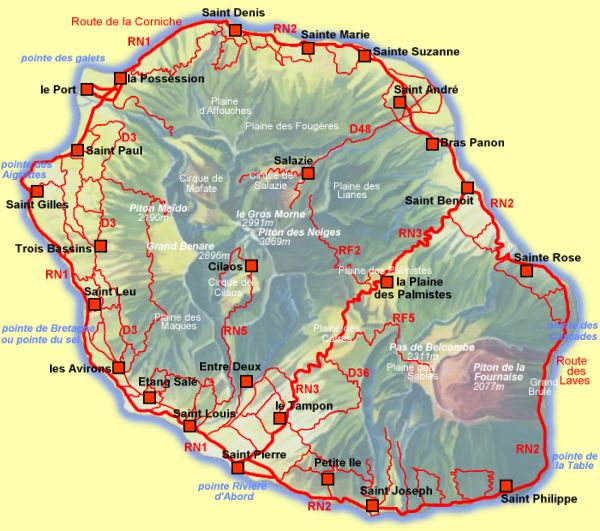 Saint Denis
Route de la Corniche
RN1
RN2
Sainte Marie
Sainte Suzanne
pointe des galets
la Possession
le Port
Saint André
Plaine
d'Affouches
Plaine des Fougères
D48
D3
Bras Panon
Saint Paul
Salazie
pointe des
Aigrettes
Cirque de
Mafate
Cirque de
Salazie
Plaine des
Lianes
Saint Gilles
Saint Benoit
RN2
Piton Maïdo
2190m
le Gros Morne
2991m
D3
Piton des Neiges
3069m
RN3
Trois Bassins
Grand Benare
2896m
RF2
Sainte Rose
Cilaos
Plaine des Palmistes
RN1
la Plaine
des Palmistes
Cirque de
Cilaos
Saint Leu
Plaine des
Maques
RF5
pointe de Bretagne
ou pointe du sel
D3
RN5
Plaine des
Pas de Belcombe
2311m
pointe des
Cascades
Route
des
Laves
les Avirons
Entre Deux
Plaine des
Sables
Piton de la
Fournaise
2077m
D36
Etang Salé
RN3
Grand
Brule
Saint Louis
le Tampon
RN1
RN2
Saint Pierre
Petite Ile
pointe de
la Table
pointe Rivière
d'Abord
Saint Joseph
RN2
Saint Philippe